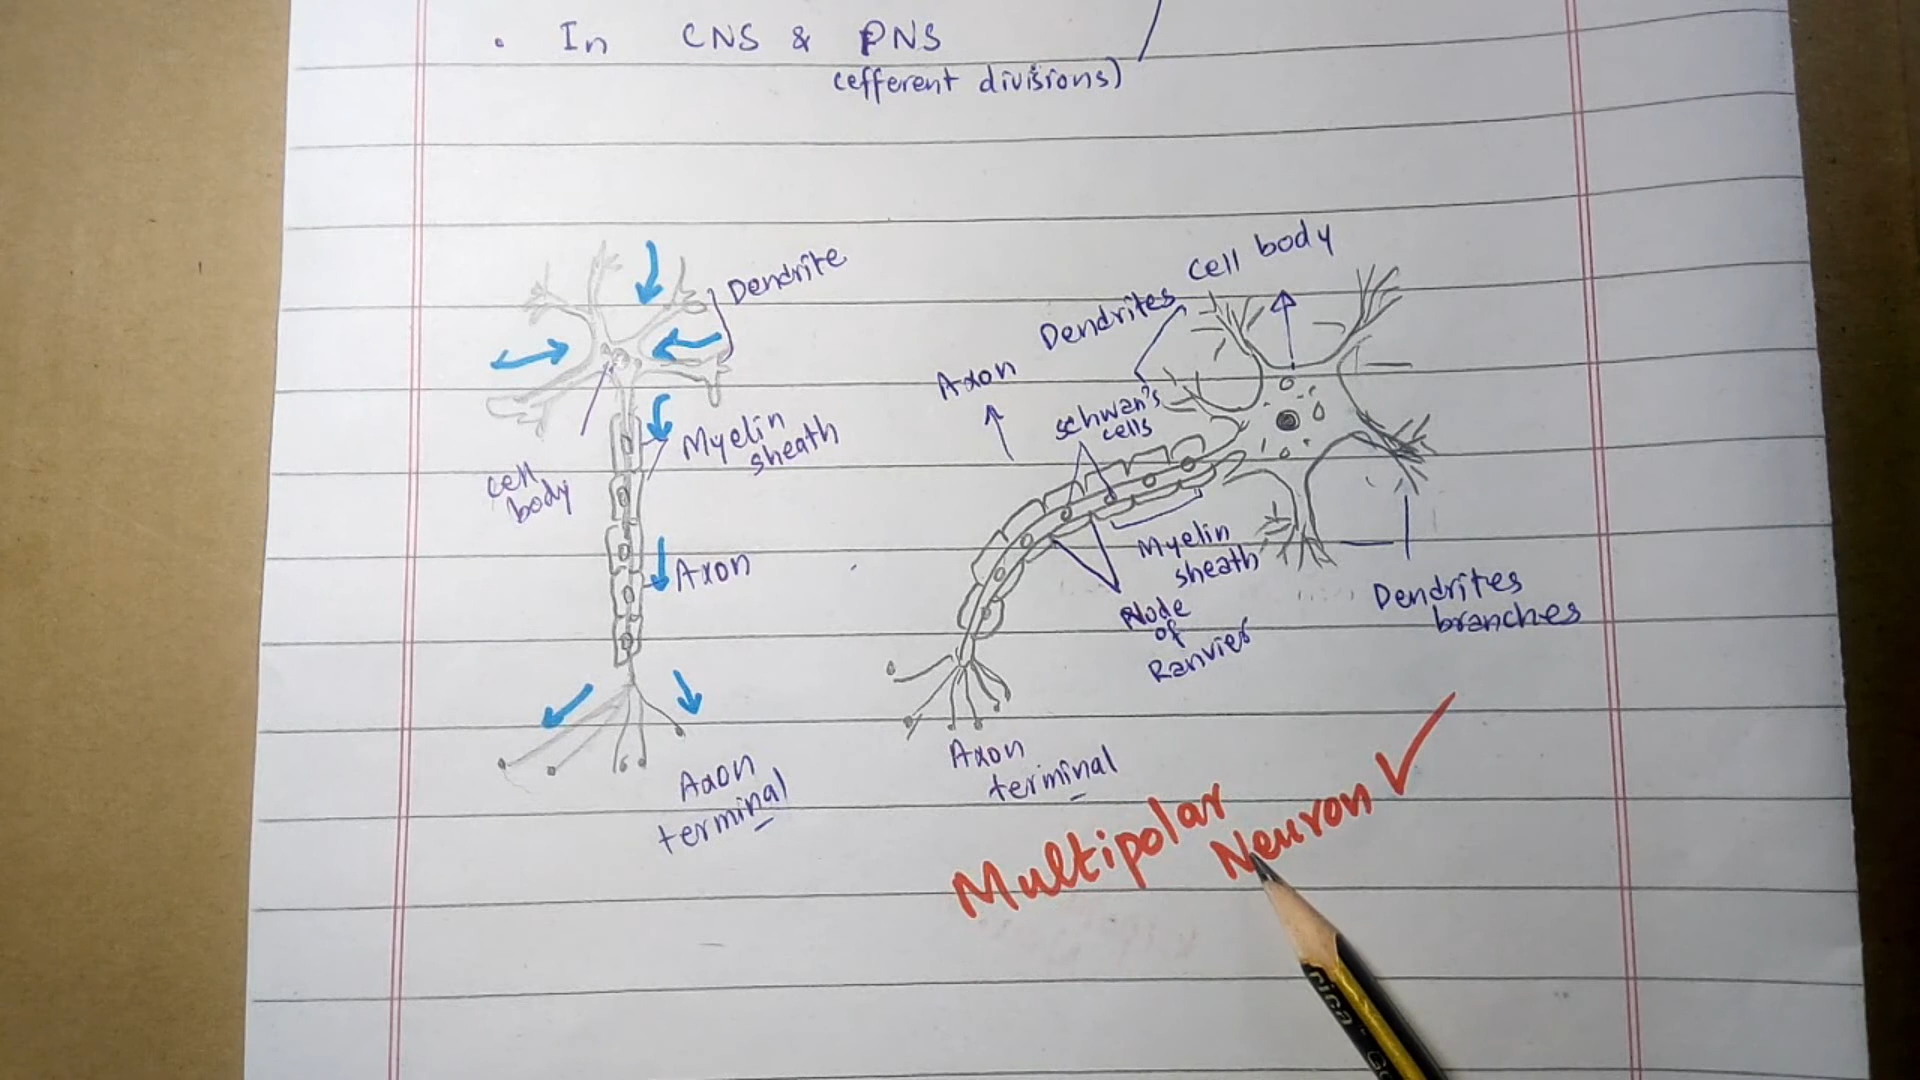 • In CNS & PNS
(efferent divisions)
Dendrite
Myelin
sheath
cell
body
Axon
Axon
terminal
Cell body
Dendrites
Axon
schwan's
cells
Myelin
sheath
Node
of
Ranvier
Dendrites
branches
Axon
terminal
Multipolar
Neuron ✓